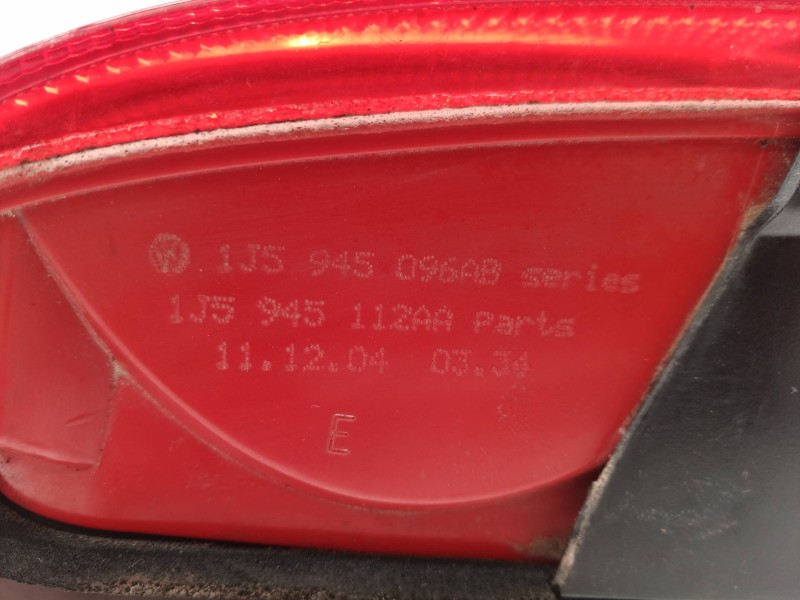 1J5 945 096AB series
1J5 945 112AA Parts
11.12.04 03.34
E